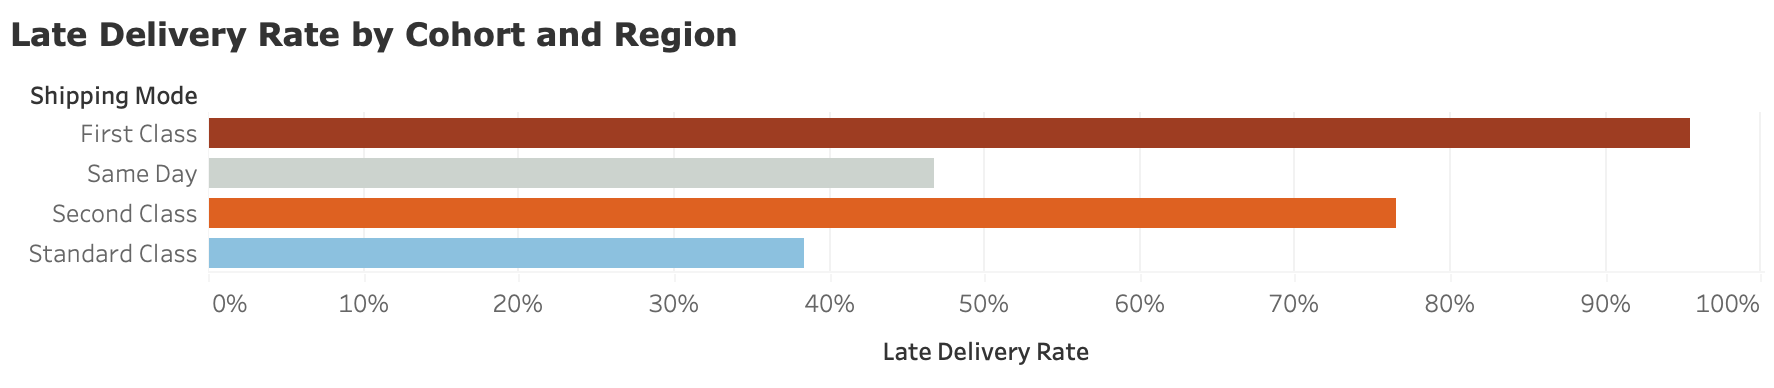 Late Delivery Rate by Cohort and Region
Shipping Mode
First Class
Same Day
Second Class
Standard Class
0% 10% 20% 30% 40% 50% 60% 70% 80% 90% 100%
Late Delivery Rate